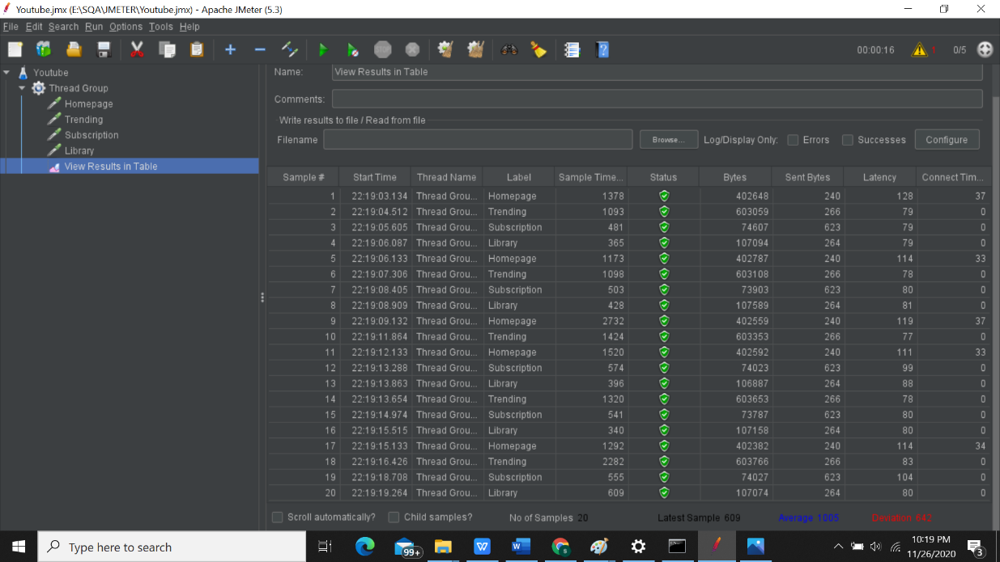 Youtube.jmx (E:\SQA\JMETER\Youtube.jmx) - Apache JMeter (5.3)
File Edit Search Run Options Tools Help
00:00:16 ! 0/5
Youtube
Thread Group
Homepage
Trending
Subscription
Library
View Results in Table
Name: View Results in Table
Comments:
Write results to file / Read from file
Filename Browse... Log/Display Only: Errors Successes Configure
Sample # Start Time Thread Name Label Sample Time... Status Bytes Sent Bytes Latency Connect Tim...
1 22:19:03.134 Thread Grou... Homepage 1378 402648 240 128 37
2 22:19:04.512 Thread Grou... Trending 1093 603059 266 79 0
3 22:19:05.605 Thread Grou... Subscription 481 74607 623 79 0
4 22:19:06.087 Thread Grou... Library 365 107094 264 79 0
5 22:19:06.133 Thread Grou... Homepage 1173 402787 240 114 33
6 22:19:07.306 Thread Grou... Trending 1098 603108 266 78 0
7 22:19:08.405 Thread Grou... Subscription 503 73903 623 80 0
8 22:19:08.909 Thread Grou... Library 428 107589 264 81 0
9 22:19:09.132 Thread Grou... Homepage 2732 402559 240 119 37
10 22:19:11.864 Thread Grou... Trending 1424 603353 266 77 0
11 22:19:12.133 Thread Grou... Homepage 1520 402592 240 111 33
12 22:19:13.288 Thread Grou... Subscription 574 74023 623 99 0
13 22:19:13.863 Thread Grou... Library 396 106887 264 88 0
14 22:19:13.654 Thread Grou... Trending 1320 603653 266 78 0
15 22:19:14.974 Thread Grou... Subscription 541 73787 623 80 0
16 22:19:15.515 Thread Grou... Library 340 107158 264 80 0
17 22:19:15.133 Thread Grou... Homepage 1292 402382 240 114 34
18 22:19:16.426 Thread Grou... Trending 2282 603766 266 83 0
19 22:19:18.708 Thread Grou... Subscription 555 74027 623 104 0
20 22:19:19.264 Thread Grou... Library 609 107074 264 80 0
Scroll automatically? Child samples? No of Samples 20 Latest Sample 609 Average 1005 Deviation 642
Type here to search
99+
10:19 PM
11/26/2020
3